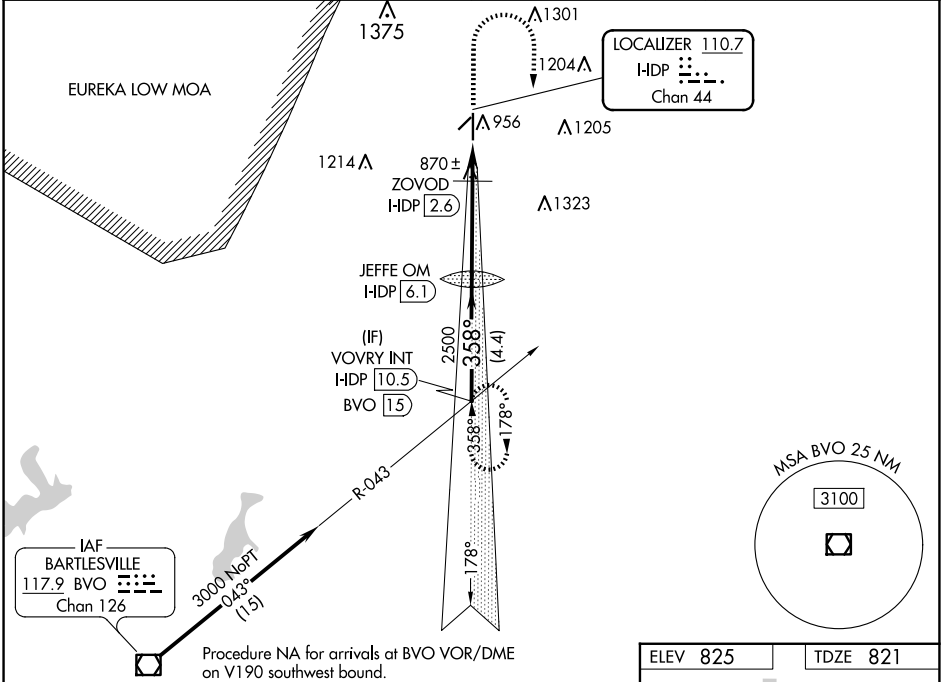 1375
1301
EUREKA LOW MOA
1204
LOCALIZER 110.7
I-IDP
Chan 44
956
1205
1214
870 ±
ZOVOD
I-IDP 2.6
1323
JEFFE OM
I-IDP 6.1
(IF)
VOVRY INT
I-IDP 10.5
BVO 15
2500
358°
(4.4)
358°
178°
R-043
178°
MSA BVO 25 NM
3100
IAF
BARTLESVILLE
117.9 BVO
Chan 126
3000 NoPT
043°
(15)
Procedure NA for arrivals at BVO VOR/DME
on V190 southwest bound.
ELEV 825
TDZE 821